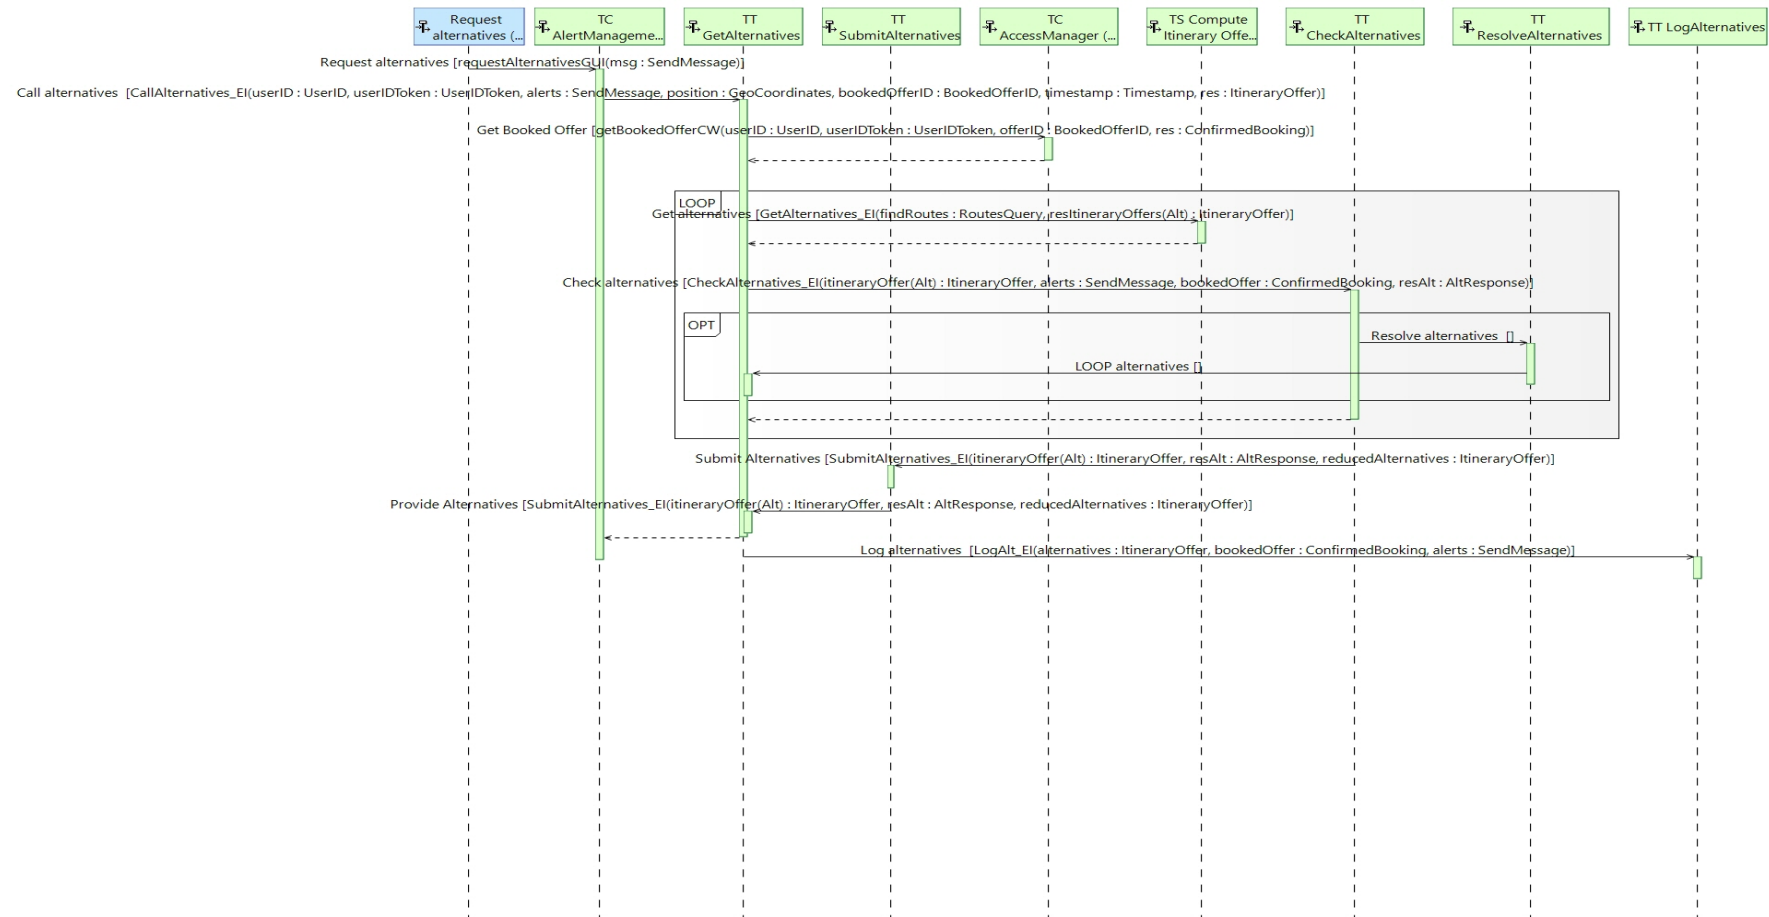 Request
alternatives (...
TC
AlertManageme...
TT
GetAlternatives
TT
SubmitAlternatives
TC
AccessManager (...
TS Compute
Itinerary Offe...
TT
CheckAlternatives
TT
ResolveAlternatives
TT LogAlternatives
Request alternatives [requestAlternativesGUI(msg : SendMessage)]
Call alternatives  [CallAlternatives_EI(userID : UserID, userIDToken : UserIDToken, alerts : SendMessage, position : GeoCoordinates, bookedOfferID : BookedOfferID, timestamp : Timestamp, res : ItineraryOffer)]
Get Booked Offer [getBookedOfferCW(userID : UserID, userIDToken : UserIDToken, offerID : BookedOfferID, res : ConfirmedBooking)]
LOOP
Get alternatives [GetAlternatives_EI(findRoutes : RoutesQuery, resItineraryOffers(Alt) : ItineraryOffer)]
Check alternatives [CheckAlternatives_EI(itineraryOffer(Alt) : ItineraryOffer, alerts : SendMessage, bookedOffer : ConfirmedBooking, resAlt : AltResponse)]
OPT
Resolve alternatives  []
LOOP alternatives []
Submit Alternatives [SubmitAlternatives_EI(itineraryOffer(Alt) : ItineraryOffer, resAlt : AltResponse, reducedAlternatives : ItineraryOffer)]
Provide Alternatives [SubmitAlternatives_EI(itineraryOffer(Alt) : ItineraryOffer, resAlt : AltResponse, reducedAlternatives : ItineraryOffer)]
Log alternatives  [LogAlt_EI(alternatives : ItineraryOffer, bookedOffer : ConfirmedBooking, alerts : SendMessage)]